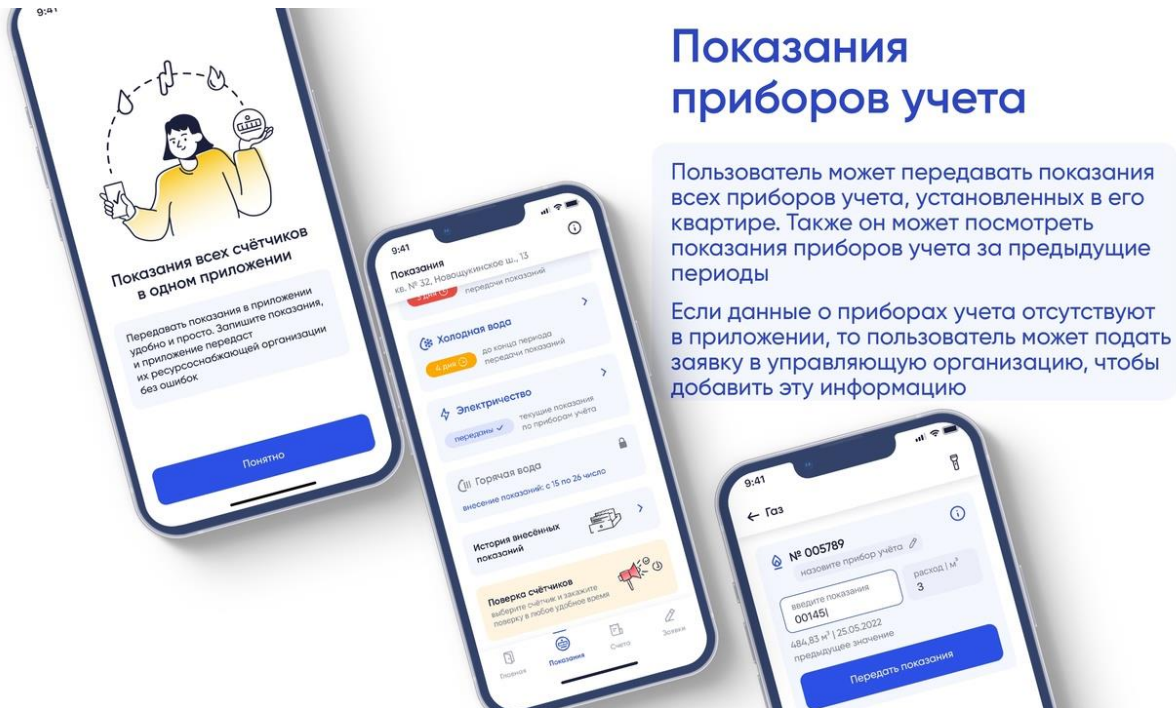 Показания
приборов учета
Пользователь может передавать показания
всех приборов учета, установленных в его
квартире. Также он может посмотреть
показания приборов учета за предыдущие
периоды
Если данные о приборах учета отсутствуют
в приложении, то пользователь может подать
заявку в управляющую организацию, чтобы
добавить эту информацию
9:41
Показания всех счётчиков
в одном приложении
Передавать показания в приложении
удобно и просто. Запишите показания,
и приложение передаст
их ресурсоснабжающей организации
без ошибок
Понятно
9:41
Показания
кв. № 32, Новощукинское ш., 13
передачи показаний
Холодная вода
4 дня
до конца периода
передачи показаний
Электричество
переданы
текущие показания
по приборам учёта
Горячая вода
внесение показаний: с 15 по 26 число
История внесённых
показаний
Поверка счётчиков
выберите счётчик и закажите
поверку в любое удобное время
Главная
Показания
Счета
Заявки
9:41
← Газ
№ 005789
назовите прибор учёта
введите показания
00145
расход | м³
3
484,83 м³ | 25.05.2022
предыдущее значение
Передать показания